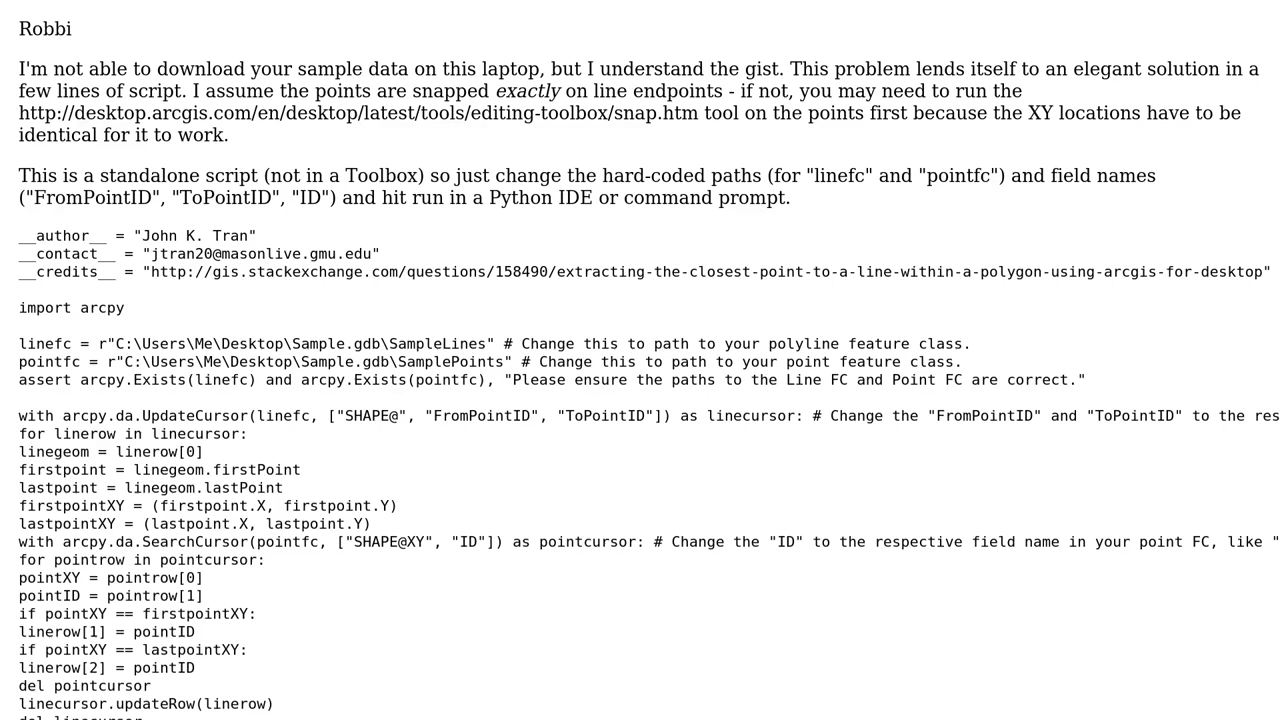 Robbi
I'm not able to download your sample data on this laptop, but I understand the gist. This problem lends itself to an elegant solution in a
few lines of script. I assume the points are snapped exactly on line endpoints - if not, you may need to run the
http://desktop.arcgis.com/en/desktop/latest/tools/editing-toolbox/snap.htm tool on the points first because the XY locations have to be
identical for it to work.
This is a standalone script (not in a Toolbox) so just change the hard-coded paths (for "linefc" and "pointfc") and field names
("FromPointID", "ToPointID", "ID") and hit run in a Python IDE or command prompt.
__author__ = "John K. Tran"
__contact__ = "jtran20@masonlive.gmu.edu"
__credits__ = "http://gis.stackexchange.com/questions/158490/extracting-the-closest-point-to-a-line-within-a-polygon-using-arcgis-for-desktop"
import arcpy
linefc = r"C:\Users\Me\Desktop\Sample.gdb\SampleLines" # Change this to path to your polyline feature class.
pointfc = r"C:\Users\Me\Desktop\Sample.gdb\SamplePoints" # Change this to path to your point feature class.
assert arcpy.Exists(linefc) and arcpy.Exists(pointfc), "Please ensure the paths to the Line FC and Point FC are correct."
with arcpy.da.UpdateCursor(linefc, ["SHAPE@", "FromPointID", "ToPointID"]) as linecursor: # Change the "FromPointID" and "ToPointID" to the res
for linerow in linecursor:
linegeom = linerow[0]
firstpoint = linegeom.firstPoint
lastpoint = linegeom.lastPoint
firstpointXY = (firstpoint.X, firstpoint.Y)
lastpointXY = (lastpoint.X, lastpoint.Y)
with arcpy.da.SearchCursor(pointfc, ["SHAPE@XY", "ID"]) as pointcursor: # Change the "ID" to the respective field name in your point FC, like "
for pointrow in pointcursor:
pointXY = pointrow[0]
pointID = pointrow[1]
if pointXY == firstpointXY:
linerow[1] = pointID
if pointXY == lastpointXY:
linerow[2] = pointID
del pointcursor
linecursor.updateRow(linerow)
del linecursor